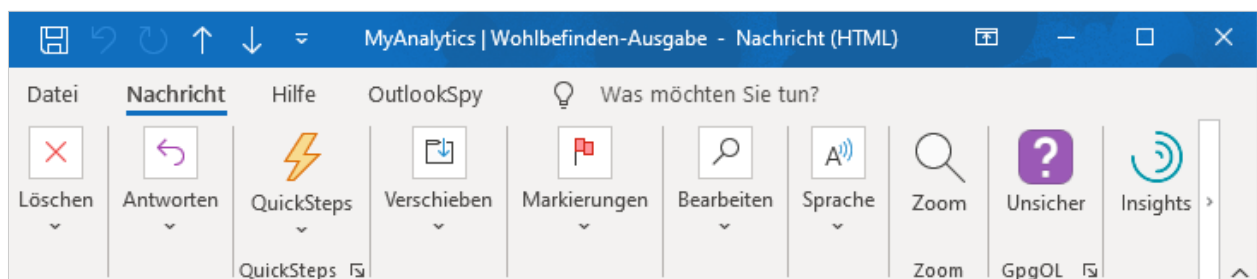 MyAnalytics | Wohlbefinden-Ausgabe - Nachricht (HTML)
Datei Nachricht Hilfe OutlookSpy Was möchten Sie tun?
Löschen Antworten QuickSteps Verschieben Markierungen Bearbeiten Sprache Zoom Unsicher Insights
QuickSteps Zoom GpgOL